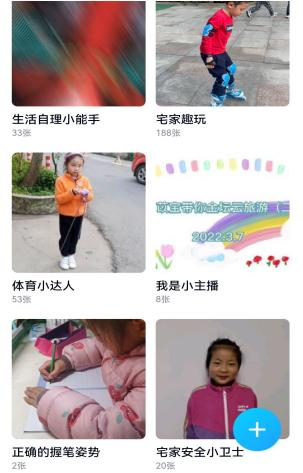 生活自理小能手
33张
宅家趣玩
188张
宝带你去坛云旅游
2022.3.7
体育小达人
53张
我是小主播
8张
正确的握笔姿势
2张
宅家安全小卫士
20张